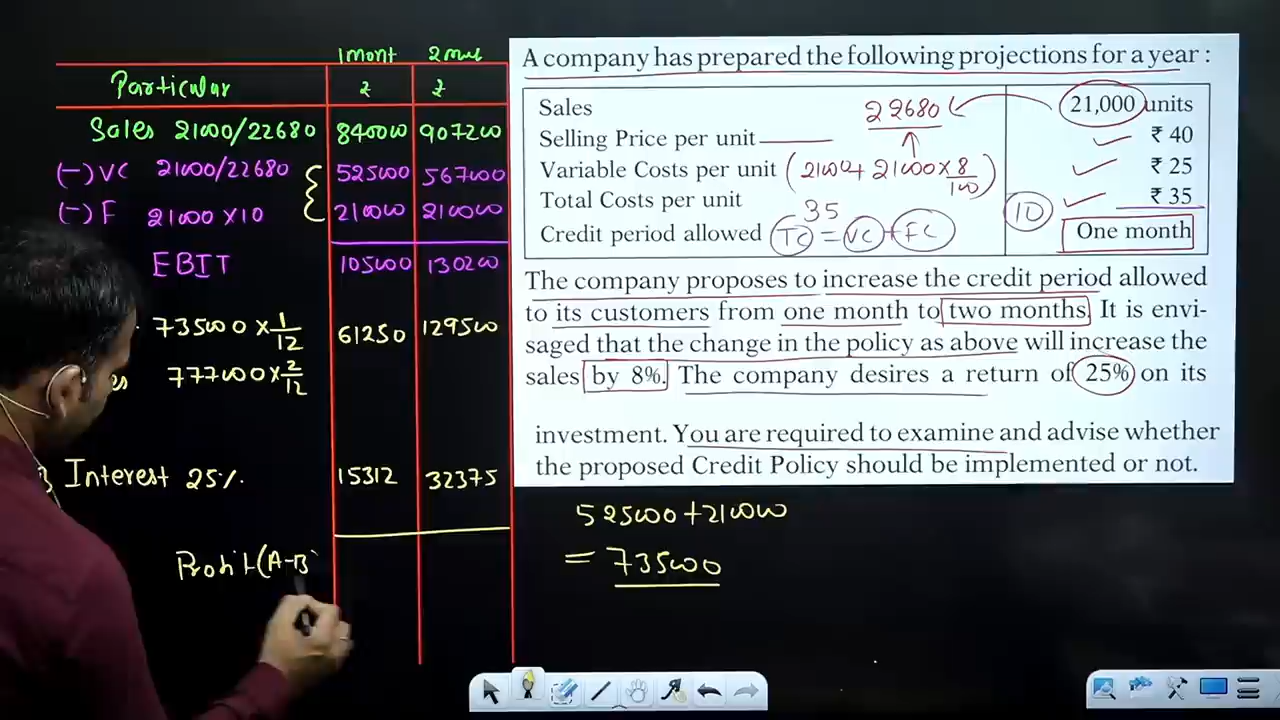 1mont 2mon
Particular ₹ ₹
Sales 21000/22680 840000 907200
(-) VC 21000/22680 525000 567000
(-) F 21000 × 10 210000 210000
EBIT 105000 130200
735000 × 1/12 61250 129500
777000 × 2/12
Interest 25%. 15312 32375
Profit (A-B)
A company has prepared the following projections for a year :
Sales 22680 21,000 units
Selling Price per unit ₹ 40
Variable Costs per unit (21000 + 21000 × 8/100) ₹ 25
Total Costs per unit ₹ 35
35 10
Credit period allowed TC = VC + FC One month
The company proposes to increase the credit period allowed
to its customers from one month to two months. It is envi-
saged that the change in the policy as above will increase the
sales by 8%. The company desires a return of 25% on its
investment. You are required to examine and advise whether
the proposed Credit Policy should be implemented or not.
525000 + 210000
= 735000